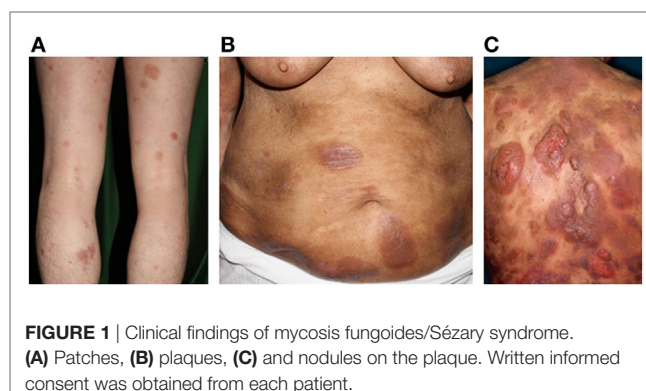 A B C
FIGURE 1 | Clinical findings of mycosis fungoides/Sézary syndrome.
(A) Patches, (B) plaques, (C) and nodules on the plaque. Written informed
consent was obtained from each patient.